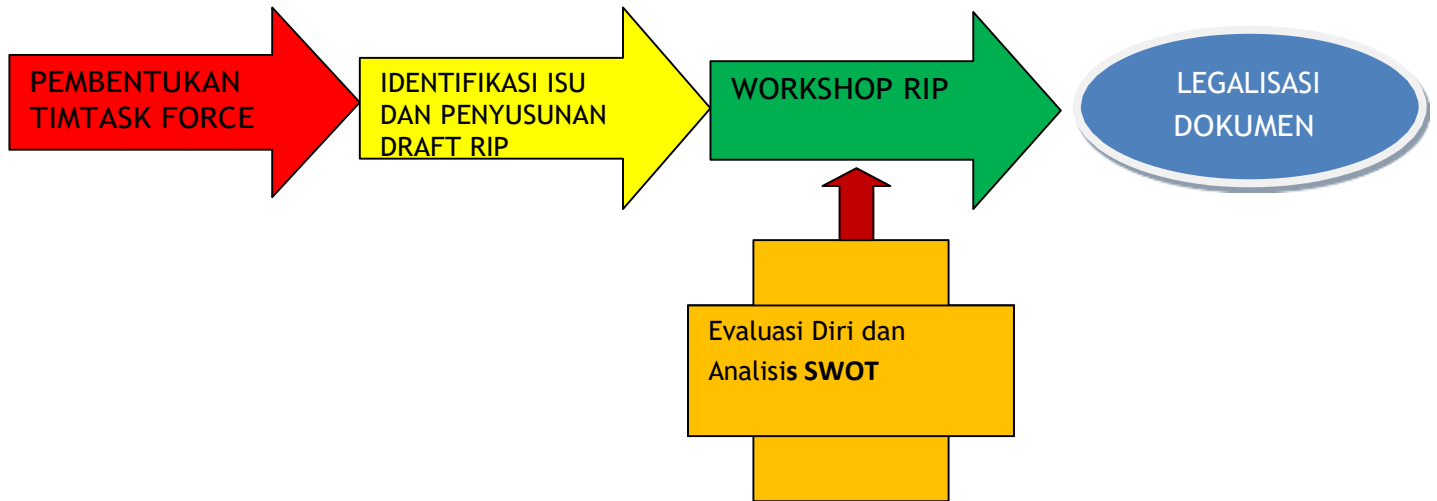 PEMBENTUKAN
TIMTASK FORCE
IDENTIFIKASI ISU
DAN PENYUSUNAN
DRAFT RIP
WORKSHOP RIP
LEGALISASI
DOKUMEN
Evaluasi Diri dan
Analisis SWOT